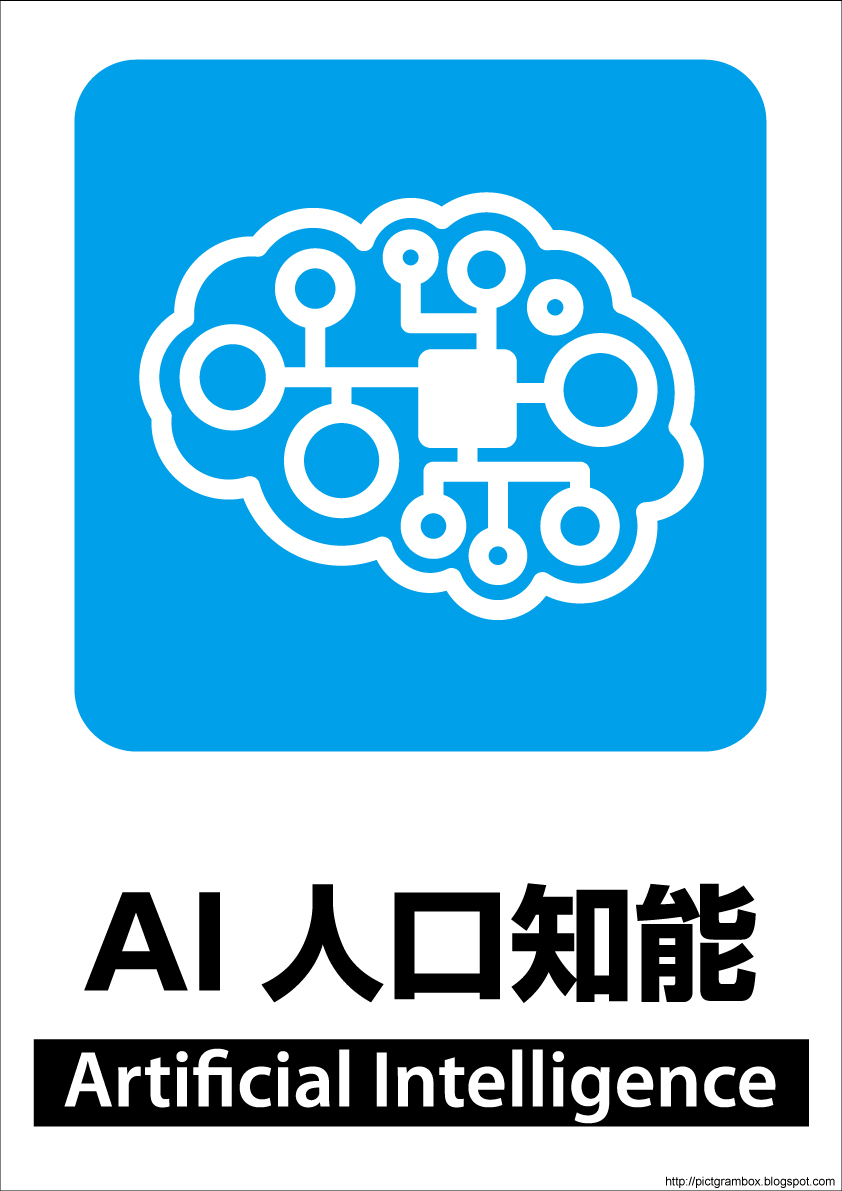 AI 人口知能
Artificial Intelligence
http://pictgrambox.blogspot.com